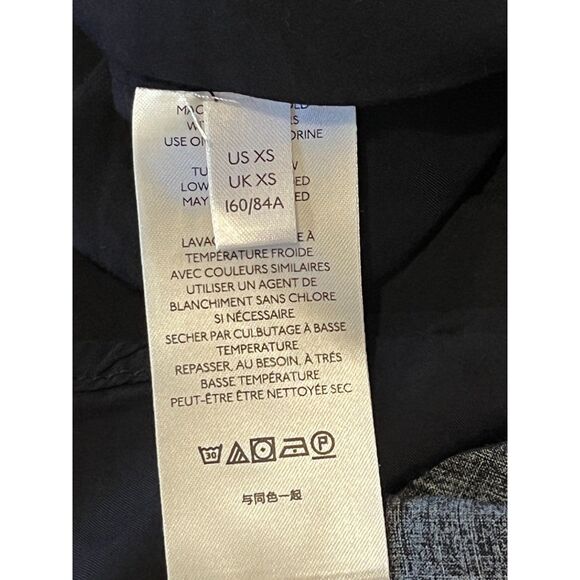 USE
US XS
UK XS
160/84A
À
TEMPÉRATURE FROIDE
AVEC COULEURS SIMILAIRES
UTILISER UN AGENT DE
BLANCHIMENT SANS CHLORE
SI NÉCESSAIRE
SECHER PAR CULBUTAGE À BASSE
TEMPERATURE
REPASSER, AU BESOIN, À TRÉS
BASSE TEMPÉRATURE
PEUT-ÊTRE ÊTRE NETTOYÉE SEC
30 P
与同色一起